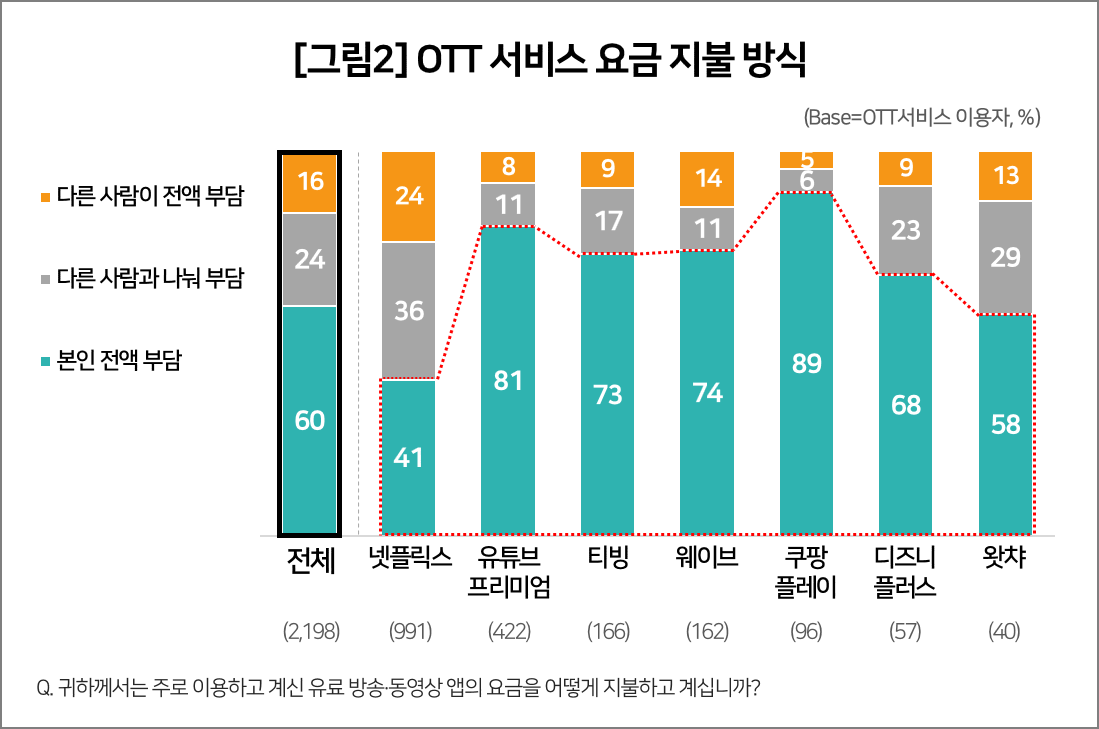 [그림2] OTT 서비스 요금 지불 방식
(Base=OTT서비스 이용자, %)
다른 사람이 전액 부담
다른 사람과 나눠 부담
본인 전액 부담
16 24 8 9 14 5 9 13
24 36 11 17 11 6 23 29
60 41 81 73 74 89 68 58
전체 넷플릭스 유튜브 티빙 웨이브 쿠팡 디즈니 왓챠
프리미엄 플레이 플러스
(2,198) (991) (422) (166) (162) (96) (57) (40)
Q. 귀하께서는 주로 이용하고 계신 유료 방송·동영상 앱의 요금을 어떻게 지불하고 계십니까?